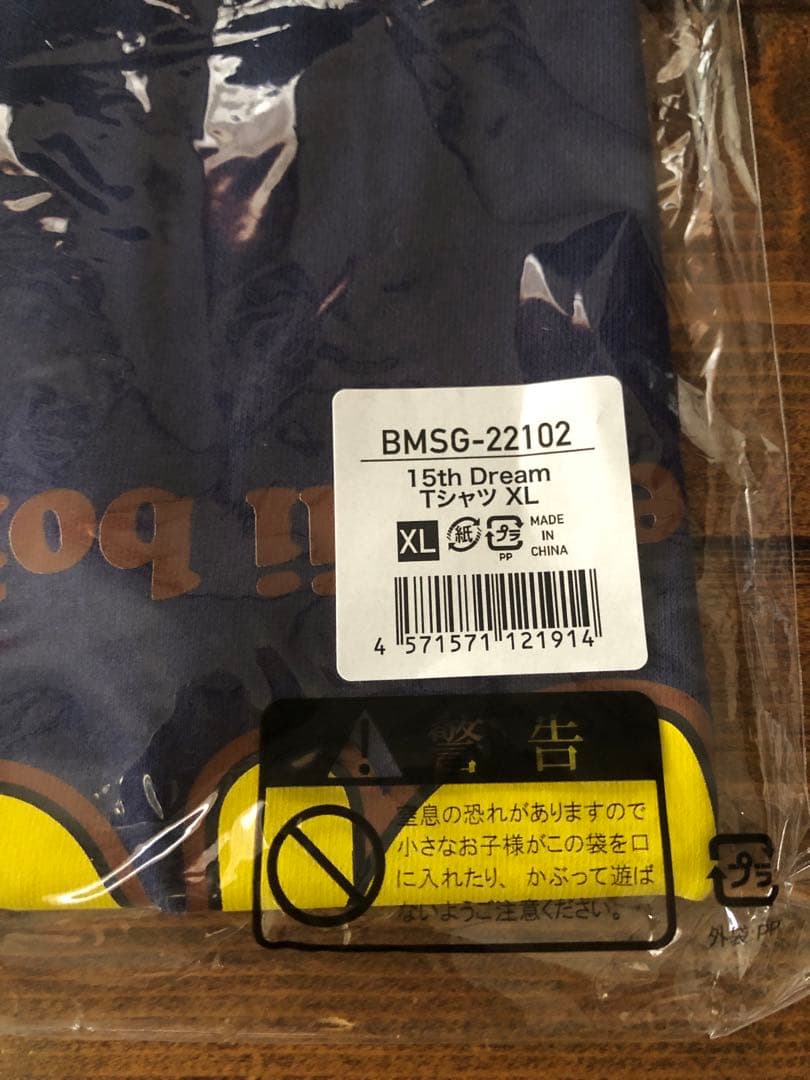 BMSG-22102
15th Dream
Tシャツ XL
XL 紙 プラ PP MADE IN CHINA
4 571571 121914
警告
窒息の恐れがありますので
小さなお子様がこの袋を口
に入れたり、かぶって遊ば
ないようご注意ください。
プラ
外袋:PP